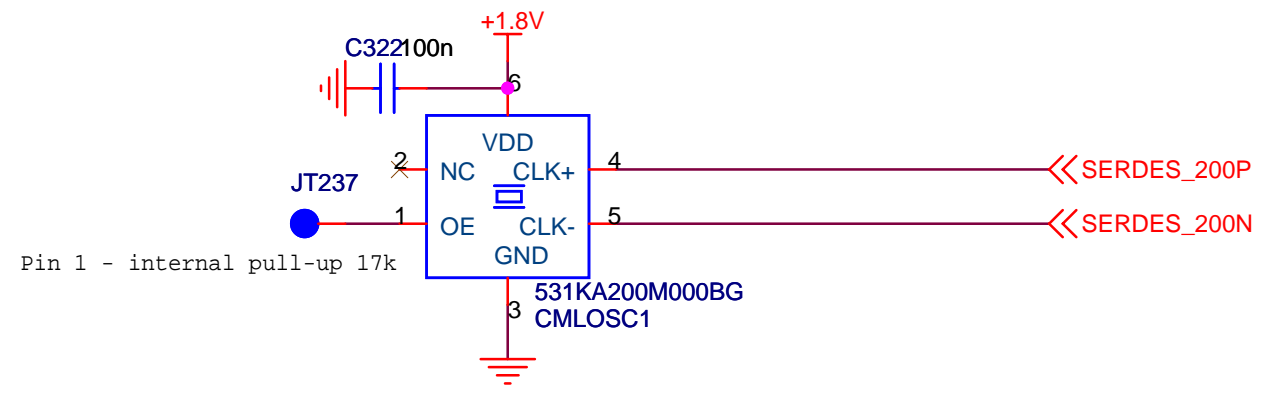 +1.8V
C322 100n
6
VDD
2 NC CLK+ 4 SERDES_200P
JT237
1 OE CLK- 5 SERDES_200N
GND
Pin 1 - internal pull-up 17k
531KA200M000BG
3 CMLOSC1